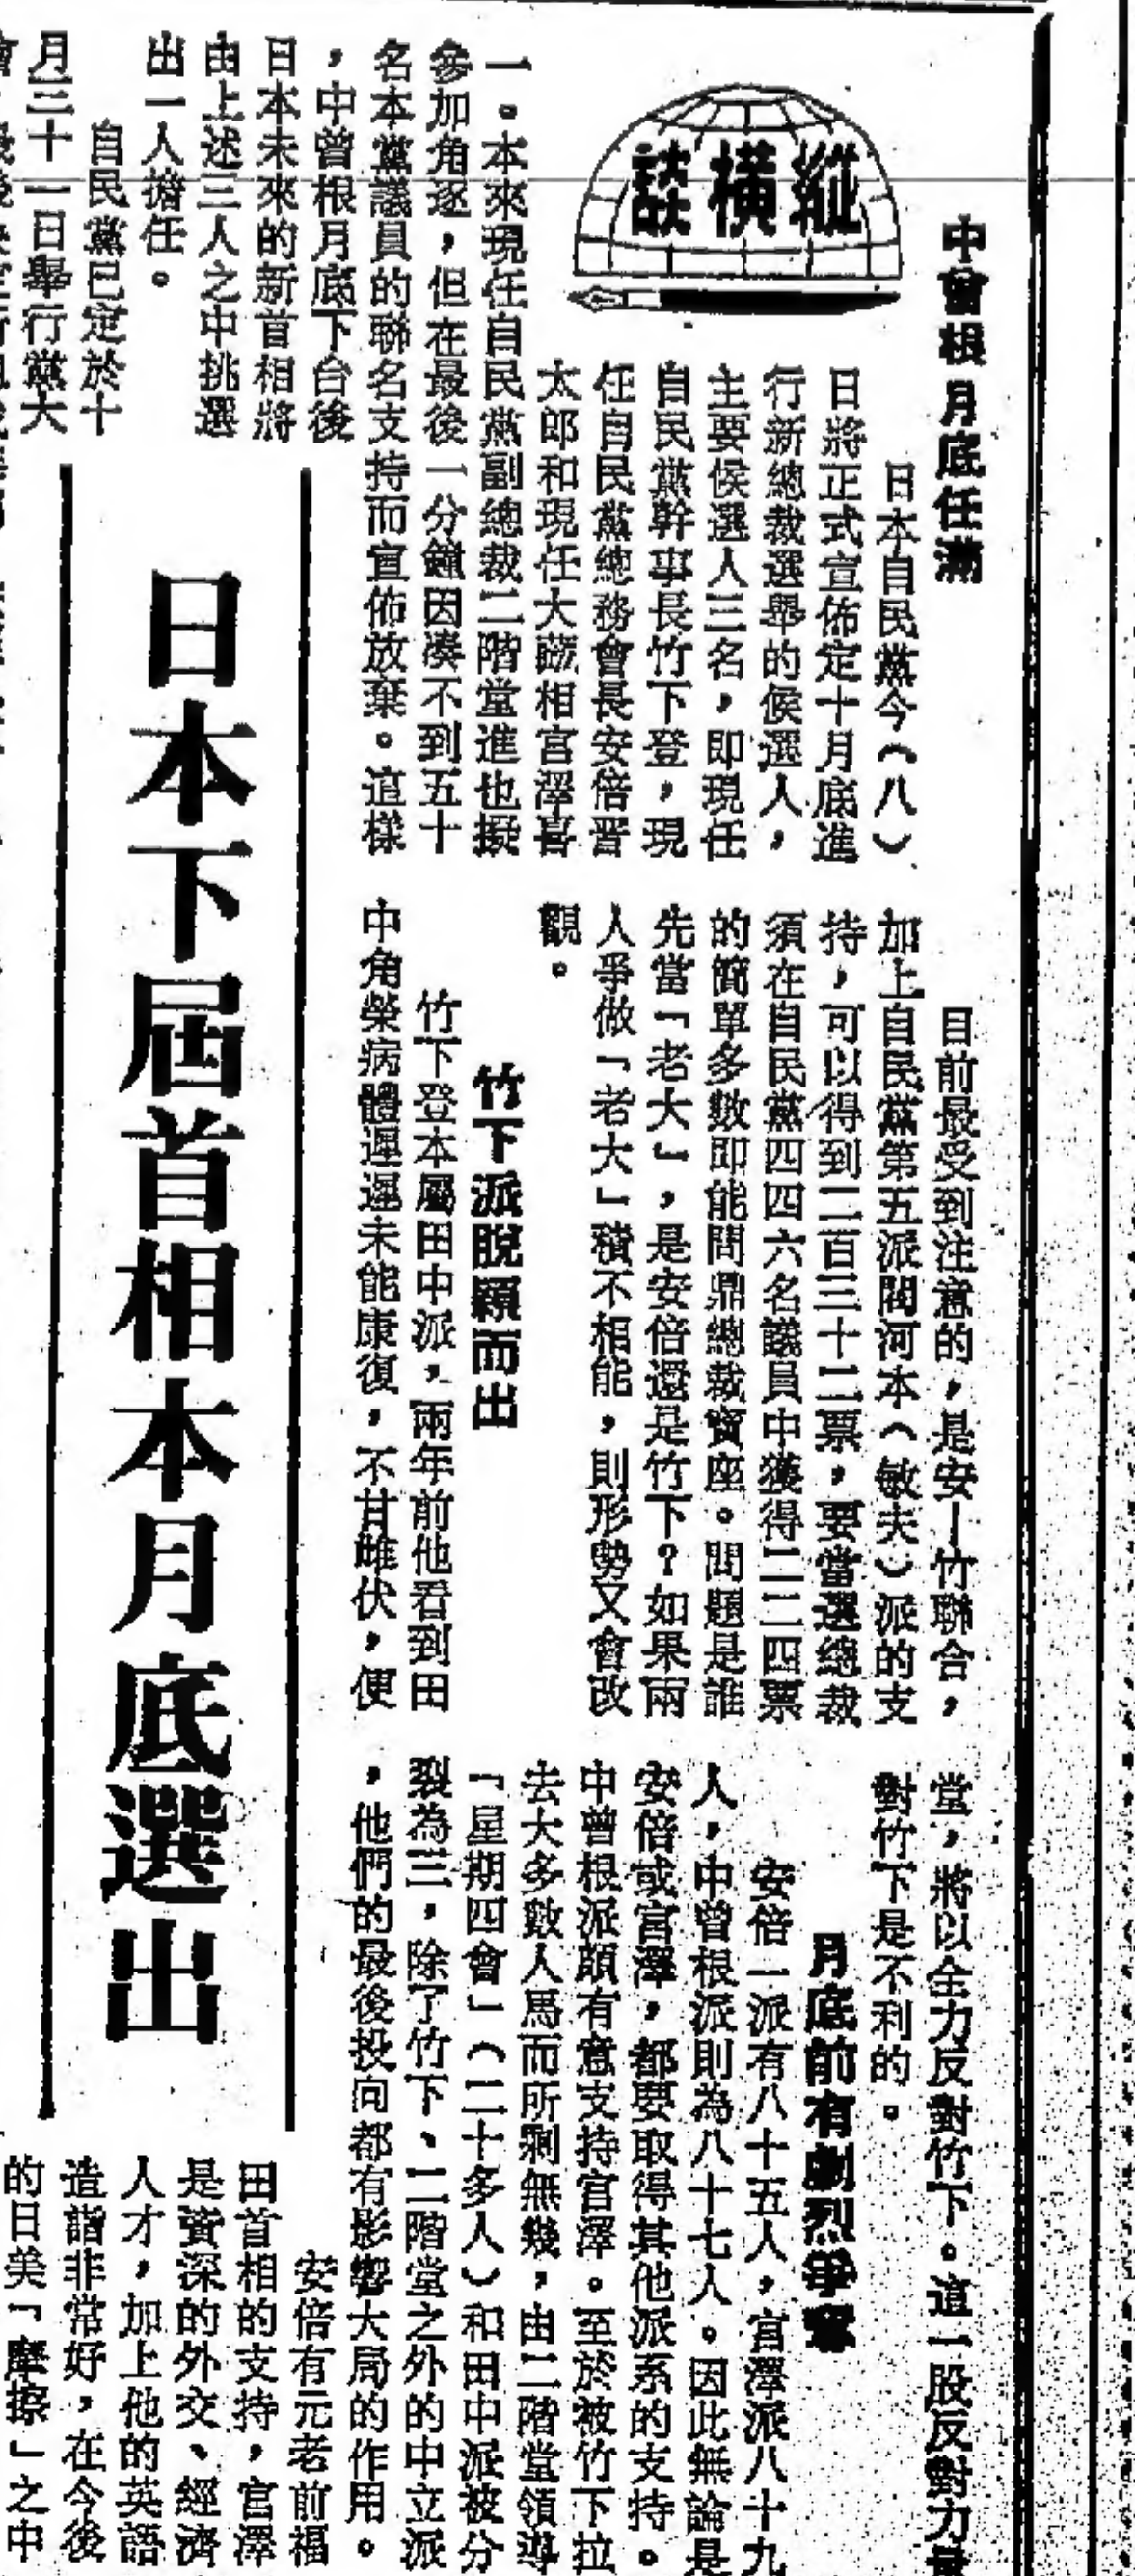 縱橫談
日本下屆首相本月底選出
中曾根月底任滿
日本自民黨今（八）
日將正式宣佈定十月底進
行新總裁選舉的候選人，
主要候選人三名，即現任
自民黨幹事長竹下登，現
任自民黨總務會長安倍晋
太郎和現任大藏相宮澤喜
一。本來現任自民黨副總裁二階堂進也擬
參加角逐，但在最後一分鐘因湊不到五十
名本黨議員的聯名支持而宣佈放棄。這樣
，中曾根月底下台後
日本未來的新首相將
由上述三人之中挑選
出一人擔任。
自民黨已定於十
月三十一日舉行黨大
目前最受到注意的，是安－竹聯合，
加上自民黨第五派閥河本（敏夫）派的支
持，可以得到二百三十二票，要當選總裁
須在自民黨四四六名議員中獲得二二四票
的簡單多數即能問鼎總裁寶座。問題是誰
先當「老大」，是安倍還是竹下？如果兩
人爭做「老大」積不相能，則形勢又會改
觀。
竹下派脫穎而出
竹下登本屬田中派，兩年前他看到田
中角榮病體遲遲未能康復，不甘雌伏，便
堂，將以全力反對竹下。這一股反對力量
對竹下是不利的。
月底前有劇烈爭奪
安倍一派有八十五人，宮澤派八十九
人，中曾根派則為八十七人。因此無論是
安倍或宮澤，都要取得其他派系的支持。
中曾根派頗有意支持宮澤。至於被竹下拉
去大多數人馬而所剩無幾，由二階堂領導
「星期四會」（二十多人）和田中派被分
裂為三，除了竹下、二階堂之外的中立派
，他們的最後投向都有影響大局的作用。
安倍有元老前福
田首相的支持，宮澤
是資深的外交、經濟
人才，加上他的英語
造詣非常好，在今後
的日美「摩擦」之中